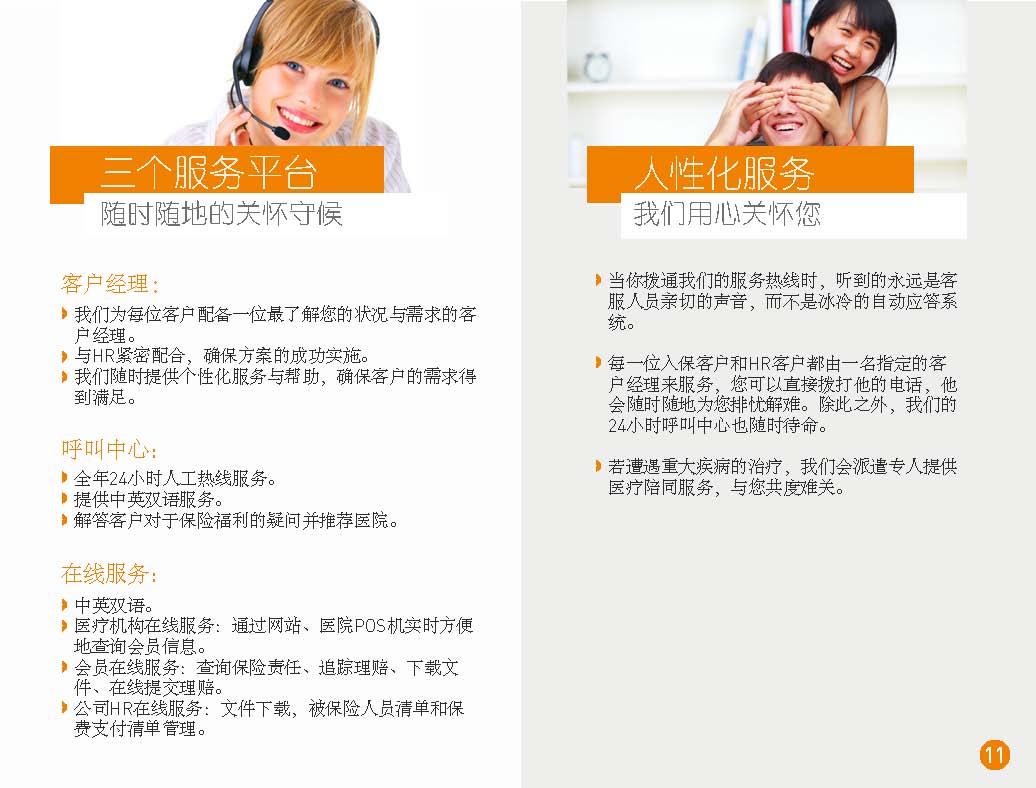 三个服务平台
随时随地的关怀守候
客户经理：
我们为每位客户配备一位最了解您的状况与需求的客
户经理。
与HR紧密配合，确保方案的成功实施。
我们随时提供个性化服务与帮助，确保客户的需求得
到满足。
呼叫中心：
全年24小时人工热线服务。
提供中英双语服务。
解答客户对于保险福利的疑问并推荐医院。
在线服务：
中英双语。
医疗机构在线服务：通过网站、医院POS机实时方便
地查询会员信息。
会员在线服务：查询保险责任、追踪理赔、下载文
件、在线提交理赔。
公司HR在线服务：文件下载，被保险人员清单和保
费支付清单管理。
人性化服务
我们用心关怀您
当你拨通我们的服务热线时，听到的永远是客
服人员亲切的声音，而不是冰冷的自动应答系
统。
每一位入保客户和HR客户都由一名指定的客
户经理来服务，您可以直接拨打他的电话，他
会随时随地为您排忧解难。除此之外，我们的
24小时呼叫中心也随时待命。
若遭遇重大疾病的治疗，我们会派遣专人提供
医疗陪同服务，与您共度难关。
11